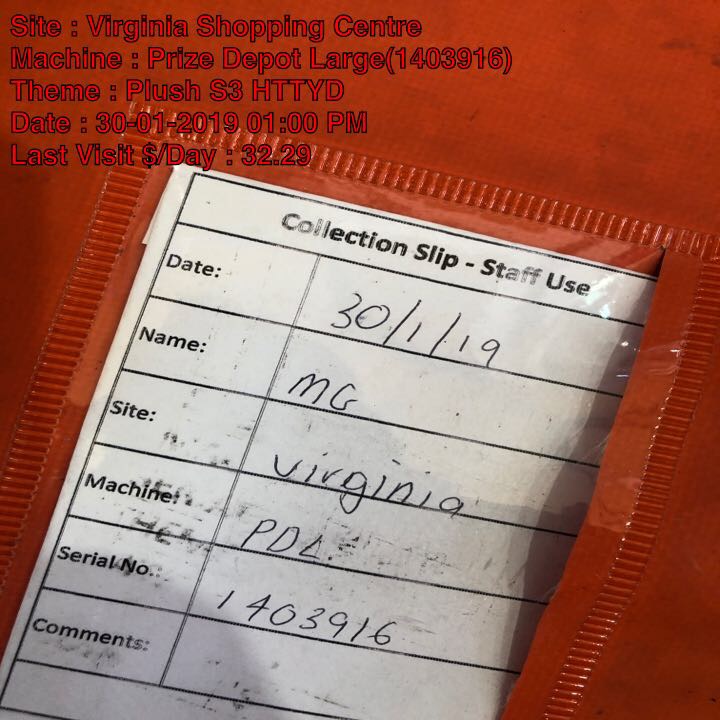 Site : Virginia Shopping Centre
Machine : Prize Depot Large(1403916)
Theme : Plush S3 HTTYD
Date : 30-01-2019 01:00 PM
Last Visit $/Day : 32.29
Collection Slip - Staff Use
Date: 30/1/19
Name: MG
Site: virginia
Machine: PDL
Serial No.: 1403916
Comments: